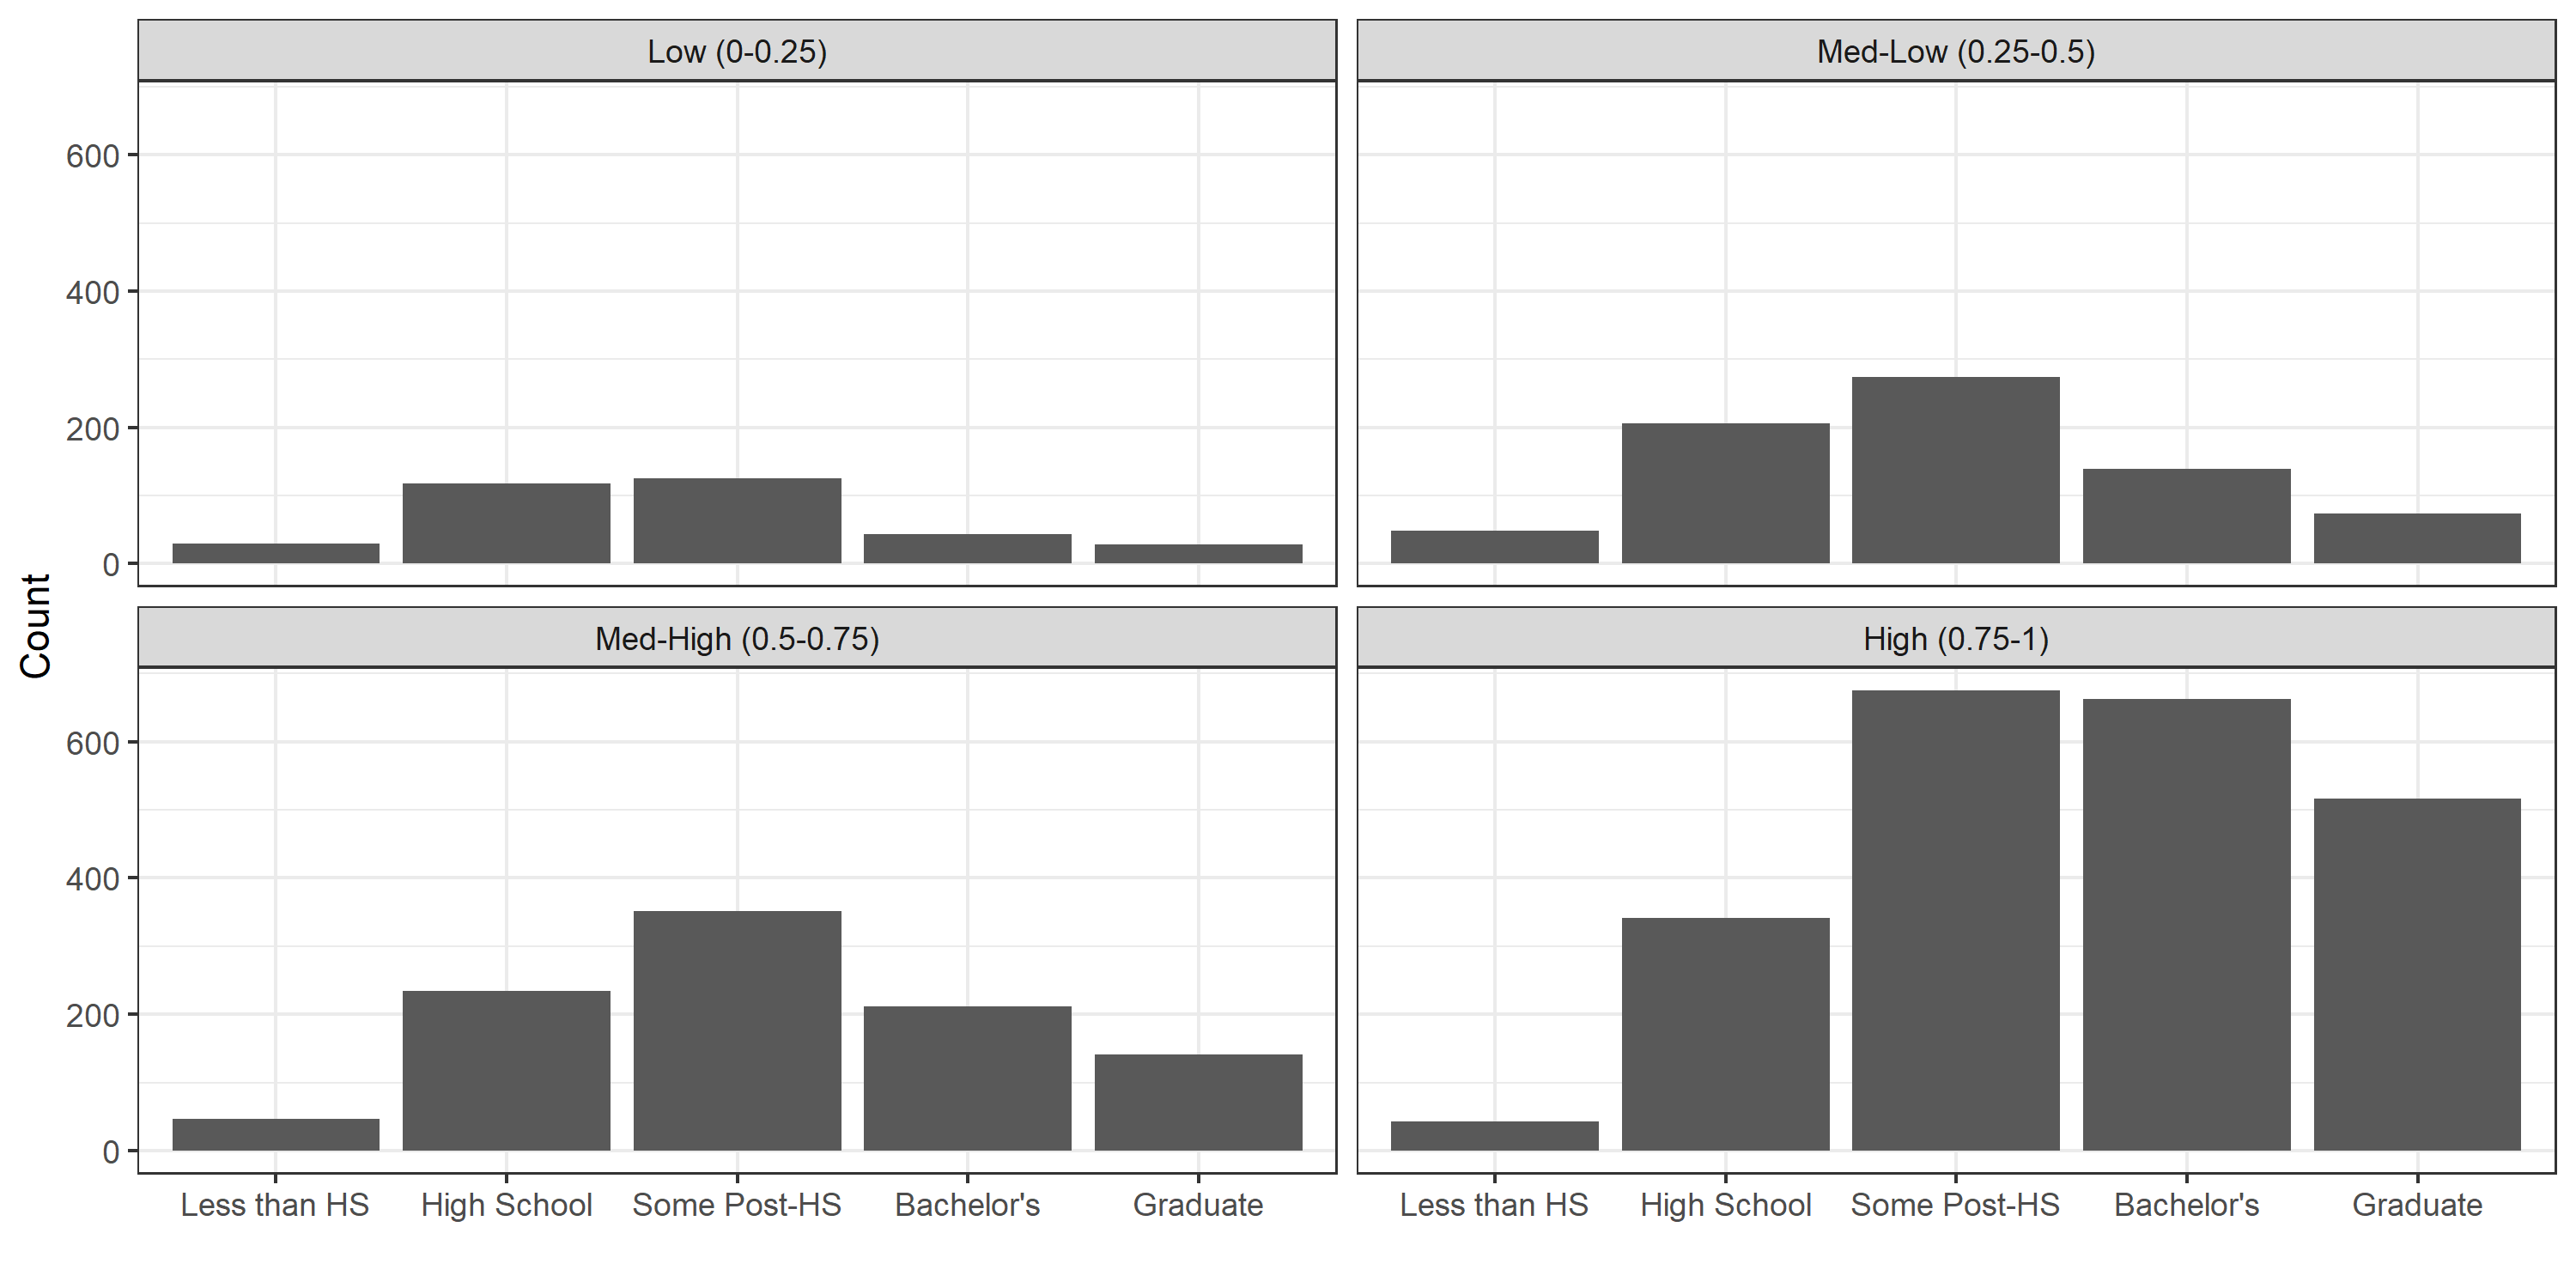 Low (0-0.25)
Med-Low (0.25-0.5)
600
400
200
0
Count
Med-High (0.5-0.75)
High (0.75-1)
600
400
200
0
Less than HS
High School
Some Post-HS
Bachelor's
Graduate
Less than HS
High School
Some Post-HS
Bachelor's
Graduate